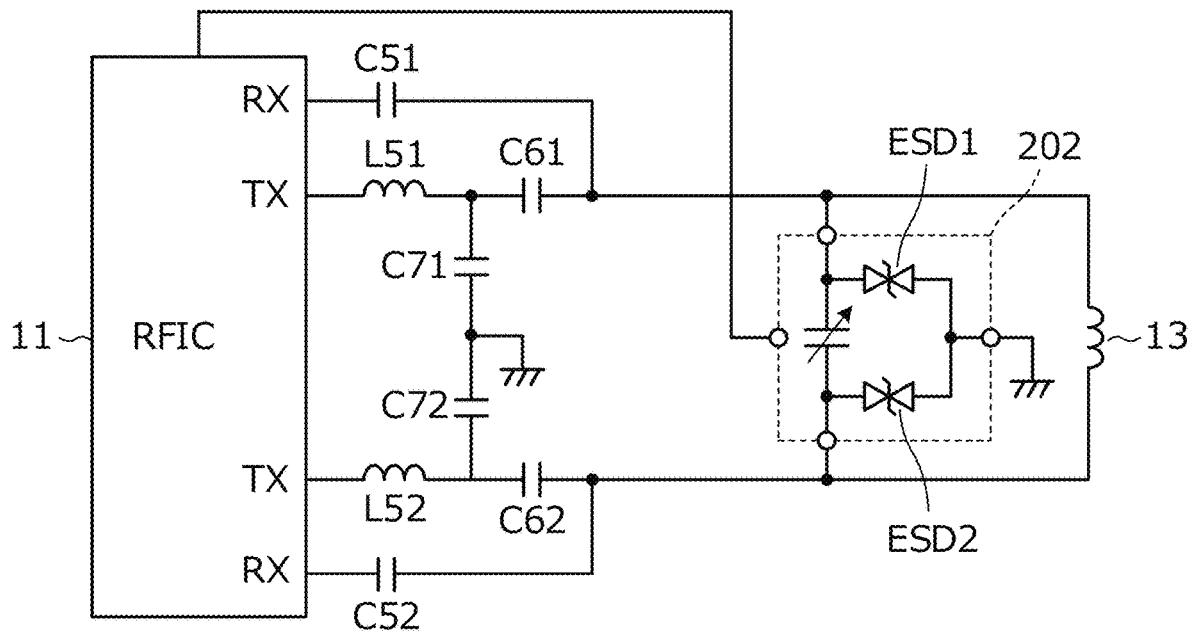 C51
RX
ESD1
202
L51
C61
TX
C71
11
RFIC
13
C72
TX
L52
C62
ESD2
RX
C52